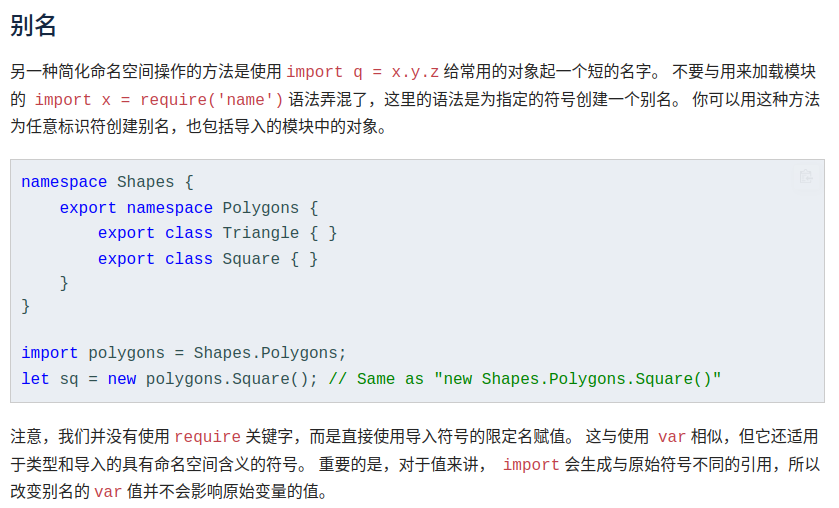 别名
另一种简化命名空间操作的方法是使用 import q = x.y.z 给常用的对象起一个短的名字。 不要与用来加载模块
的 import x = require('name') 语法弄混了，这里的语法是为指定的符号创建一个别名。 你可以用这种方法
为任意标识符创建别名，也包括导入的模块中的对象。
namespace Shapes {
    export namespace Polygons {
        export class Triangle { }
        export class Square { }
    }
}
import polygons = Shapes.Polygons;
let sq = new polygons.Square(); // Same as "new Shapes.Polygons.Square()"
注意，我们并没有使用 require 关键字，而是直接使用导入符号的限定名赋值。 这与使用 var 相似，但它还适用
于类型和导入的具有命名空间含义的符号。 重要的是，对于值来讲， import 会生成与原始符号不同的引用，所以
改变别名的 var 值并不会影响原始变量的值。